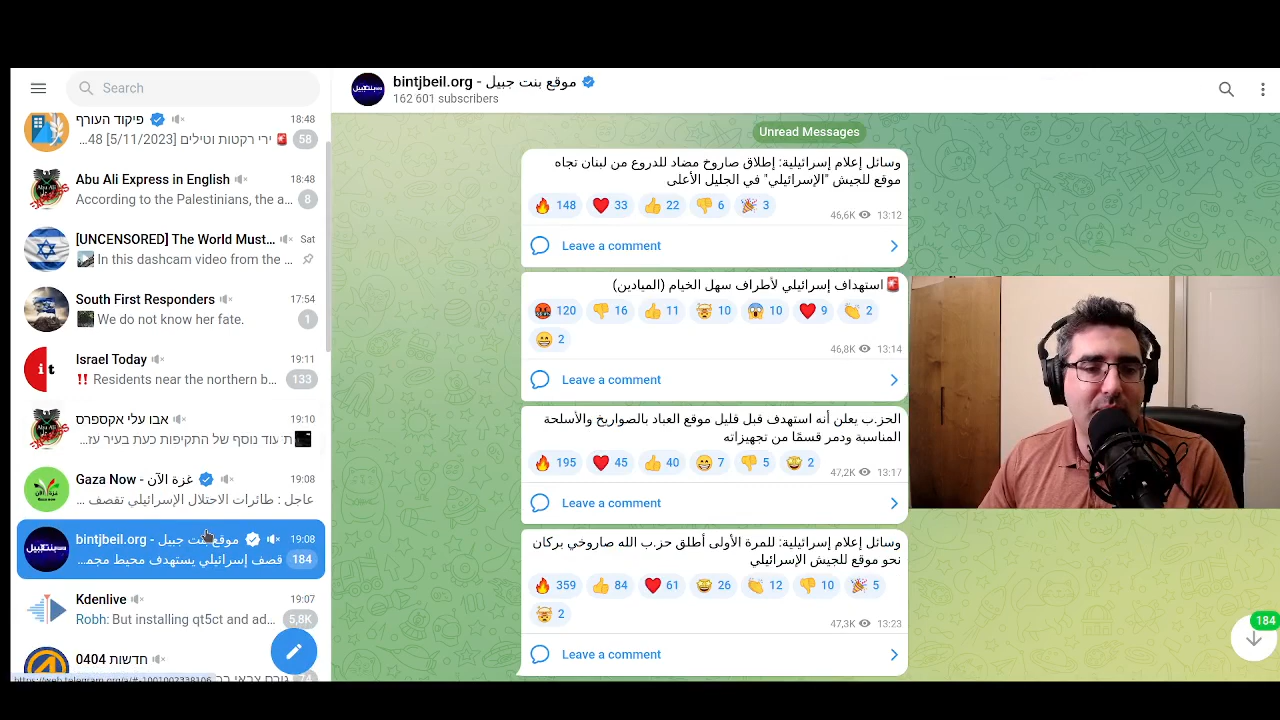 Search
פיקוד העורף
18:48
🚨 ירי רקטות וטילים [5/11/2023] 48...
58
Abu Ali Express in English
18:48
According to the Palestinians, the a...
8
[UNCENSORED] The World Must...
Sat
In this dashcam video from the ...
South First Responders
17:54
We do not know her fate.
1
Israel Today
19:11
‼️ Residents near the northern b...
133
אבו עלי אקספרס
19:10
ת עוד נוסף של התקיפות כעת בעיר עז...
Gaza Now - غزة الآن
19:08
عاجل : طائرات الاحتلال الإسرائيلي تقصف ...
bintjbeil.org - موقع بنت جبيل
19:08
قصف إسرائيلي يستهدف محيط مجم...
184
Kdenlive
19:07
Robh: But installing qt5ct and ad...
5,8K
חדשות 0404
https://web.telegram.org/a/#-1001003338106
bintjbeil.org - موقع بنت جبيل
162 601 subscribers
Unread Messages
وسائل إعلام إسرائيلية: إطلاق صاروخ مضاد للدروع من لبنان تجاه
موقع للجيش "الإسرائيلي" في الجليل الأعلى
🔥 148 ❤️ 33 👍 22 👎 6 🎉 3
46,6K 13:12
Leave a comment
🚨 استهداف إسرائيلي لأطراف سهل الخيام (الميادين)
🤬 120 👎 16 👍 11 🤯 10 😱 10 ❤️ 9 👏 2
😁 2
46,8K 13:14
Leave a comment
الحز.ب يعلن أنه استهدف قبل قليل موقع العباد بالصواريخ والأسلحة
المناسبة ودمر قسمًا من تجهيزاته
🔥 195 ❤️ 45 👍 40 😁 7 👎 5 🤩 2
47,2K 13:17
Leave a comment
وسائل إعلام إسرائيلية: للمرة الأولى أطلق حز.ب الله صاروخي بركان
نحو موقع للجيش الإسرائيلي
🔥 359 👍 84 ❤️ 61 🤩 26 👏 12 👎 10 🎉 5
🤯 2
47,3K 13:23
Leave a comment
184